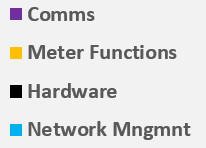 Comms
Meter Functions
Hardware
Network Mngmnt